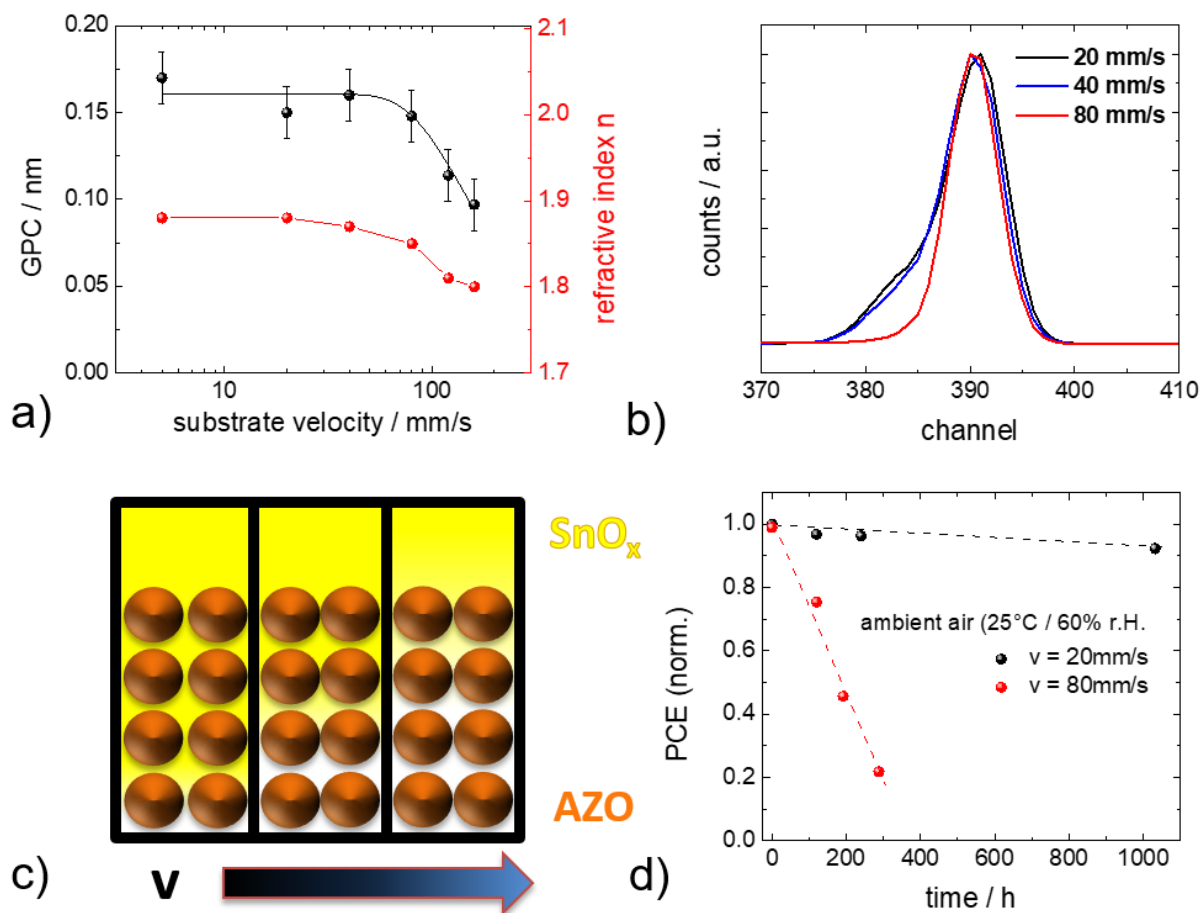 0.20
0.15
0.10
0.05
0.00
GPC / nm
2.1
2.0
1.9
1.8
1.7
refractive index n
10
100
substrate velocity / mm/s
a)
20 mm/s
40 mm/s
80 mm/s
counts / a.u.
370
380
390
400
410
channel
b)
SnOx
AZO
v
c)
1.0
0.8
0.6
0.4
0.2
0.0
PCE (norm.)
ambient air (25°C / 60% r.H.
v = 20mm/s
v = 80mm/s
0
200
400
600
800
1000
time / h
d)